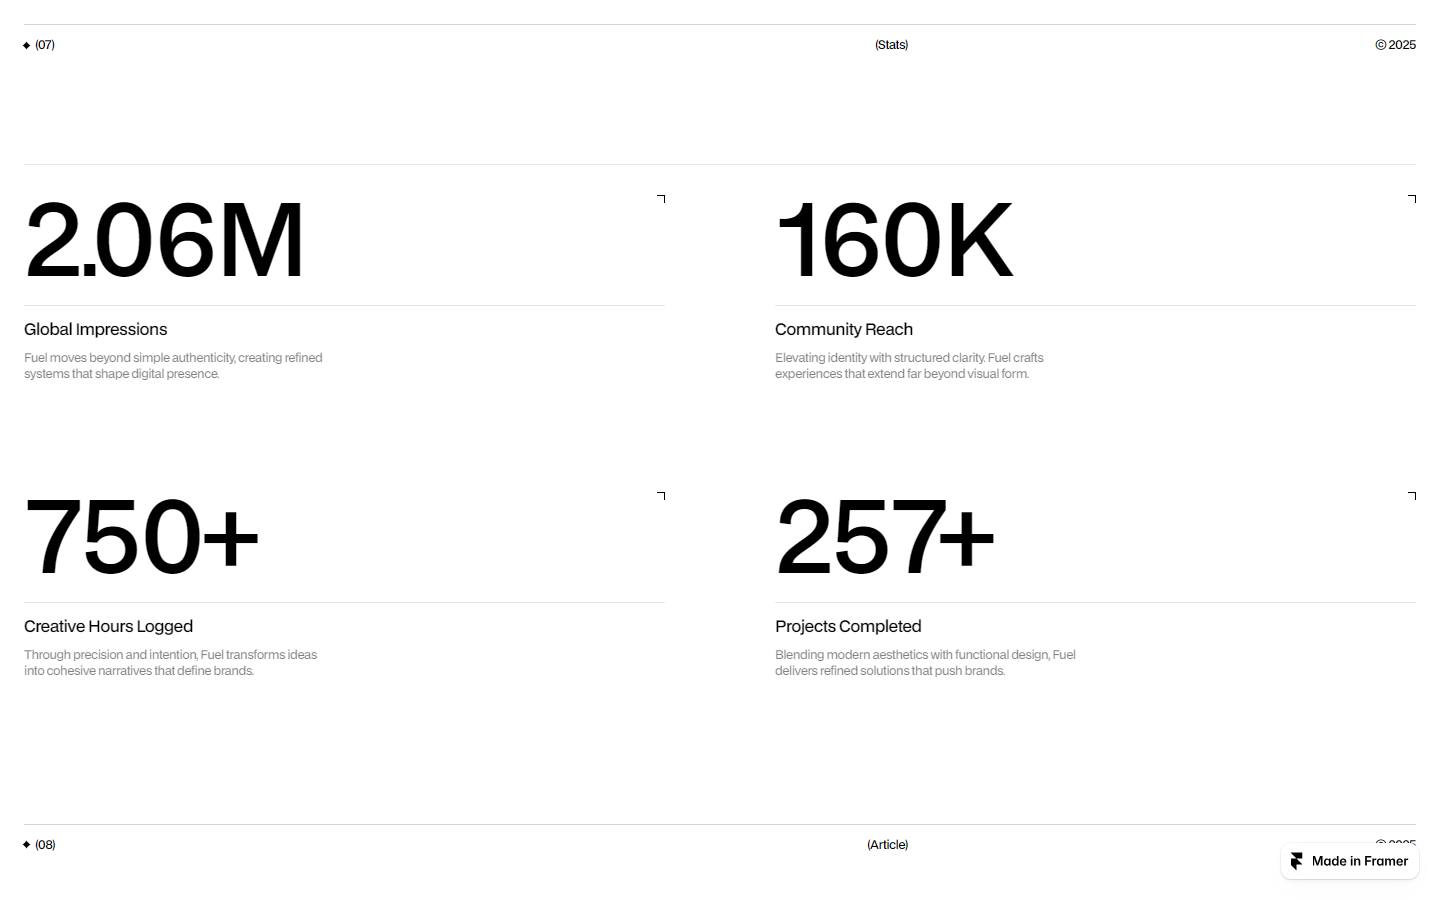 (07)
(Stats)
© 2025
2.06M
Global Impressions
Fuel moves beyond simple authenticity, creating refined
systems that shape digital presence.
160K
Community Reach
Elevating identity with structured clarity. Fuel crafts
experiences that extend far beyond visual form.
750+
Creative Hours Logged
Through precision and intention, Fuel transforms ideas
into cohesive narratives that define brands.
257+
Projects Completed
Blending modern aesthetics with functional design, Fuel
delivers refined solutions that push brands.
(08)
(Article)
© 2025
Made in Framer